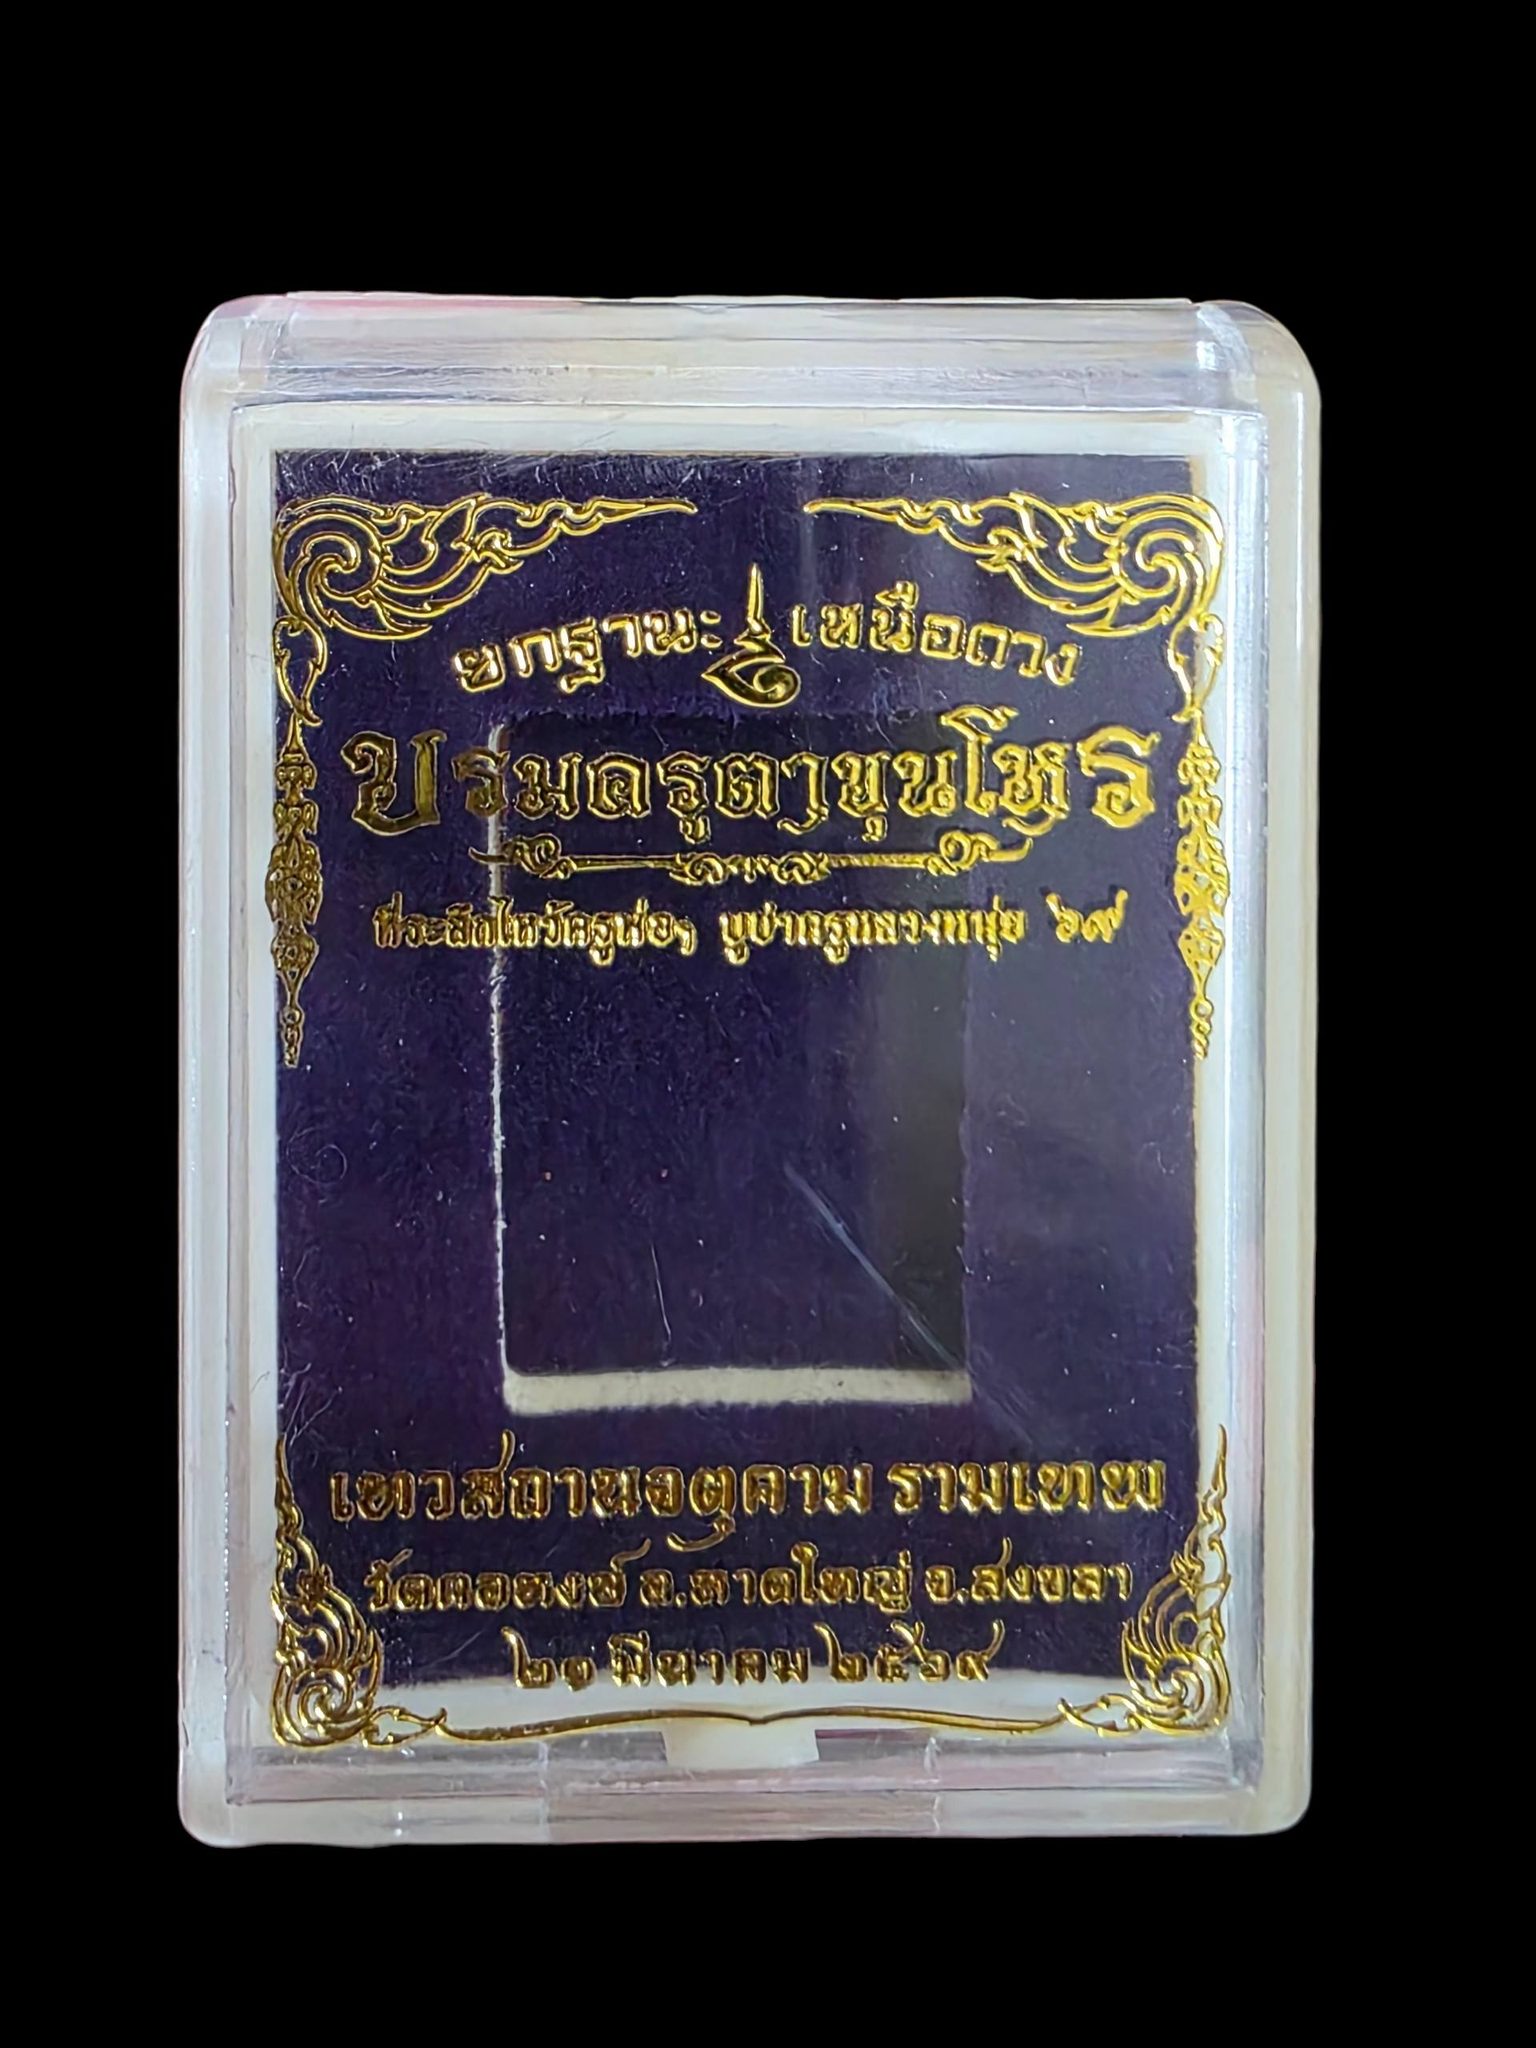 ยกฐานะ เหนือดวง
บรมครูตาขุนโหร
ที่ระลึกไหว้ครูพ่อๆ บูชาครูหลวงหนุ่ย ๖๙
เทวสถานจตุคาม รามเทพ
วัดคอหงษ์ อ.หาดใหญ่ จ.สงขลา
๒๑ มีนาคม ๒๕๖๙